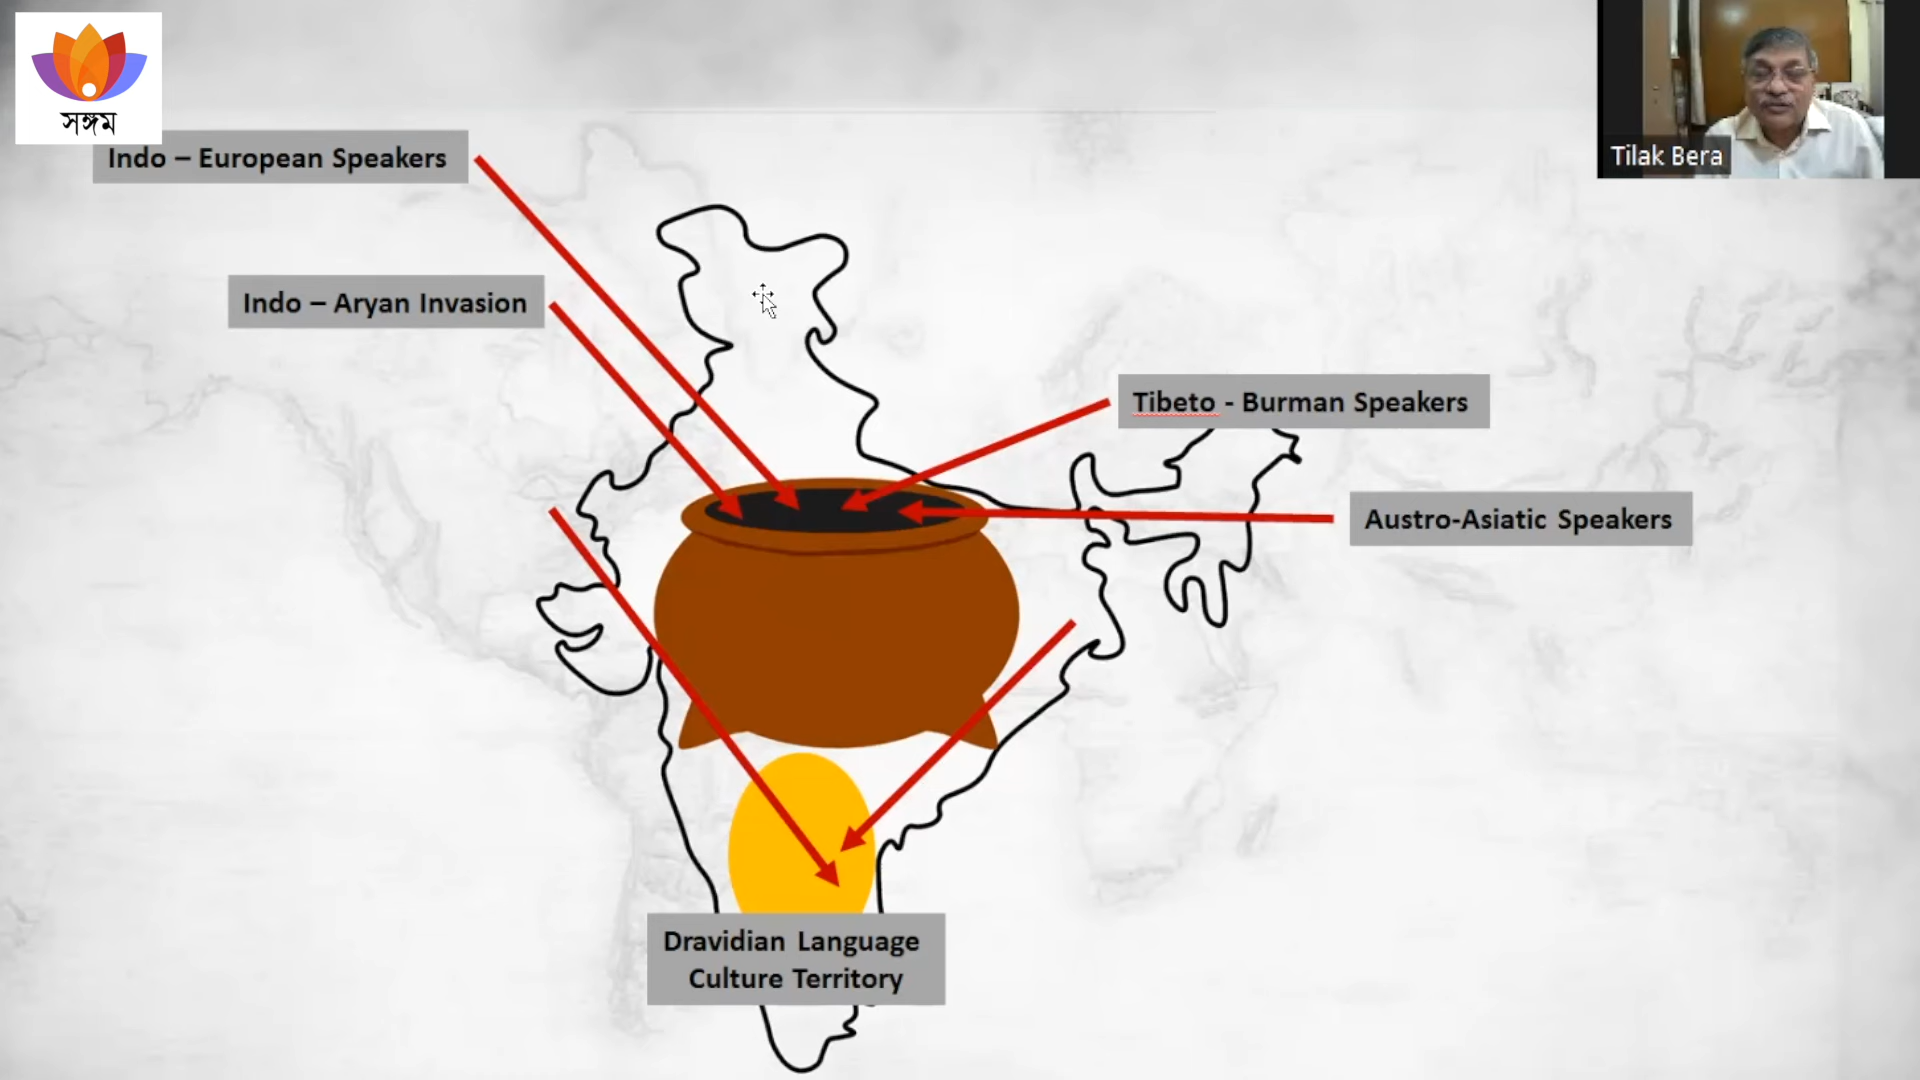 সঙ্গম
Tilak Bera
Indo – European Speakers
Indo – Aryan Invasion
Tibeto - Burman Speakers
Austro-Asiatic Speakers
Dravidian Language
Culture Territory